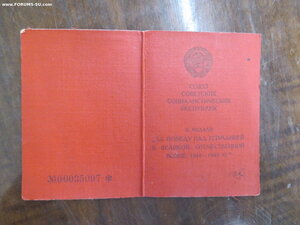 www.FORUMS-SU.com
СОЮЗ
СОВЕТСКИХ
СОЦИАЛИСТИЧЕСКИХ
РЕСПУБЛИК
К МЕДАЛИ
„ЗА ПОБЕДУ НАД ГЕРМАНИЕЙ
В ВЕЛИКОЙ ОТЕЧЕСТВЕННОЙ
ВОЙНЕ 1941–1945 гг."